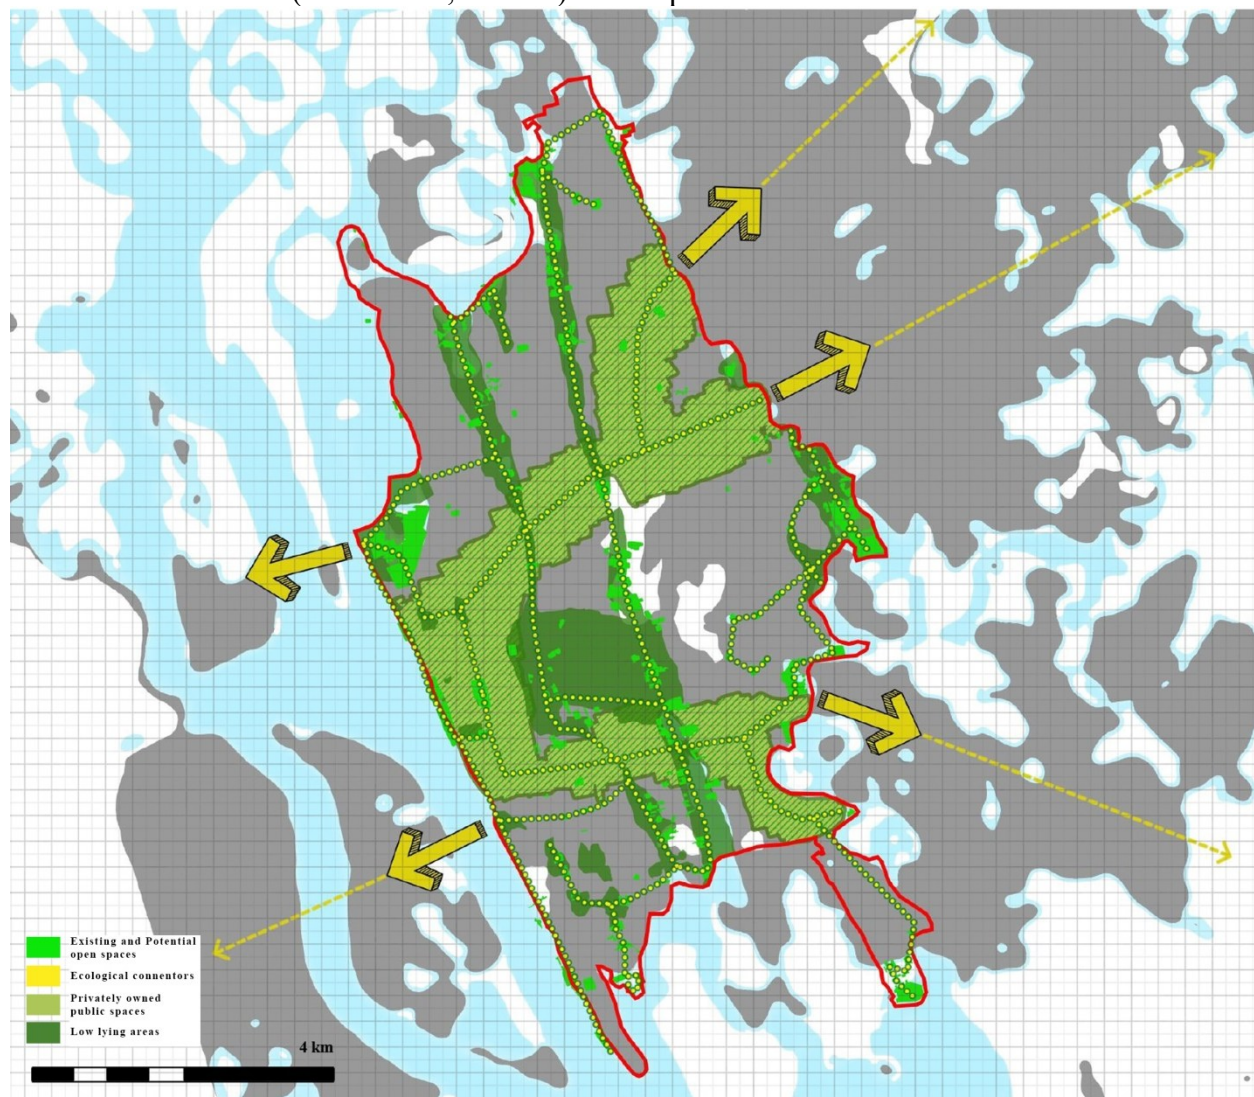 Existing and Potential
open spaces
Ecological connentors
Privately owned
public spaces
Low lying areas
4 km